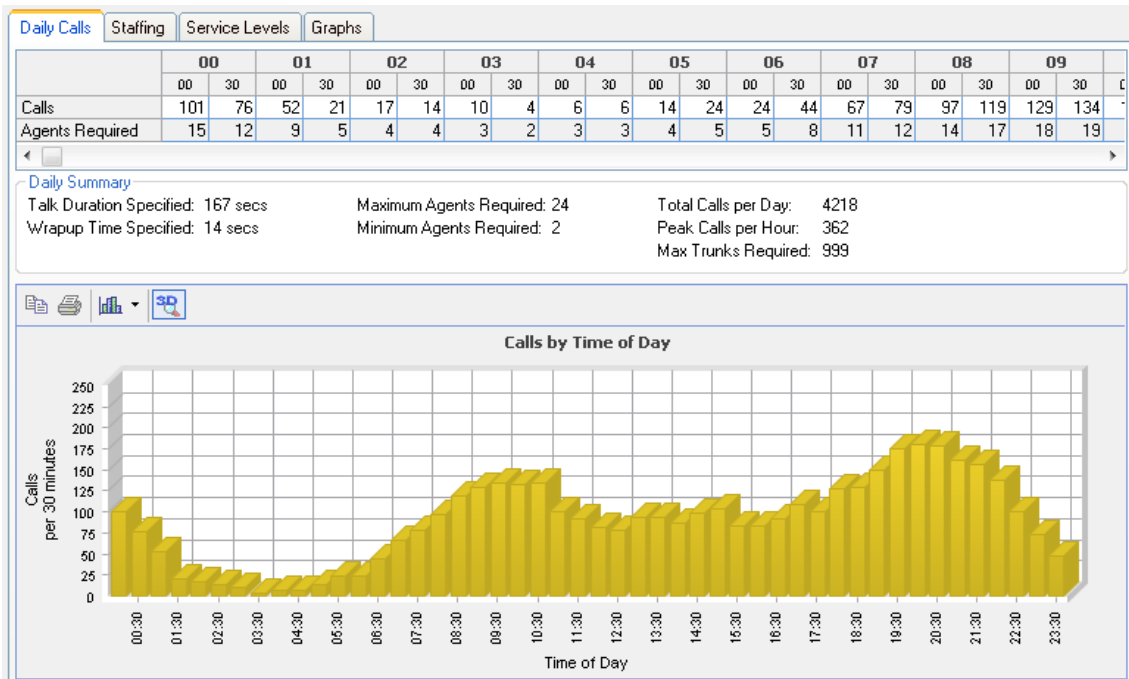 Daily Calls Staffing Service Levels Graphs
00 01 02 03 04 05 06 07 08 09
00 30 00 30 00 30 00 30 00 30 00 30 00 30 00 30 00 30 00 30
Calls 101 76 52 21 17 14 10 4 6 6 14 24 24 44 67 79 97 119 129 134
Agents Required 15 12 9 5 4 4 3 2 3 3 4 5 5 8 11 12 14 17 18 19
Daily Summary
Talk Duration Specified: 167 secs Maximum Agents Required: 24 Total Calls per Day: 4218
Wrapup Time Specified: 14 secs Minimum Agents Required: 2 Peak Calls per Hour: 362
Max Trunks Required: 999
3D
Calls by Time of Day
250
225
200
175
150
125
100
75
50
25
0
Calls
per 30 minutes
00:30 01:30 02:30 03:30 04:30 05:30 06:30 07:30 08:30 09:30 10:30 11:30 12:30 13:30 14:30 15:30 16:30 17:30 18:30 19:30 20:30 21:30 22:30 23:30
Time of Day